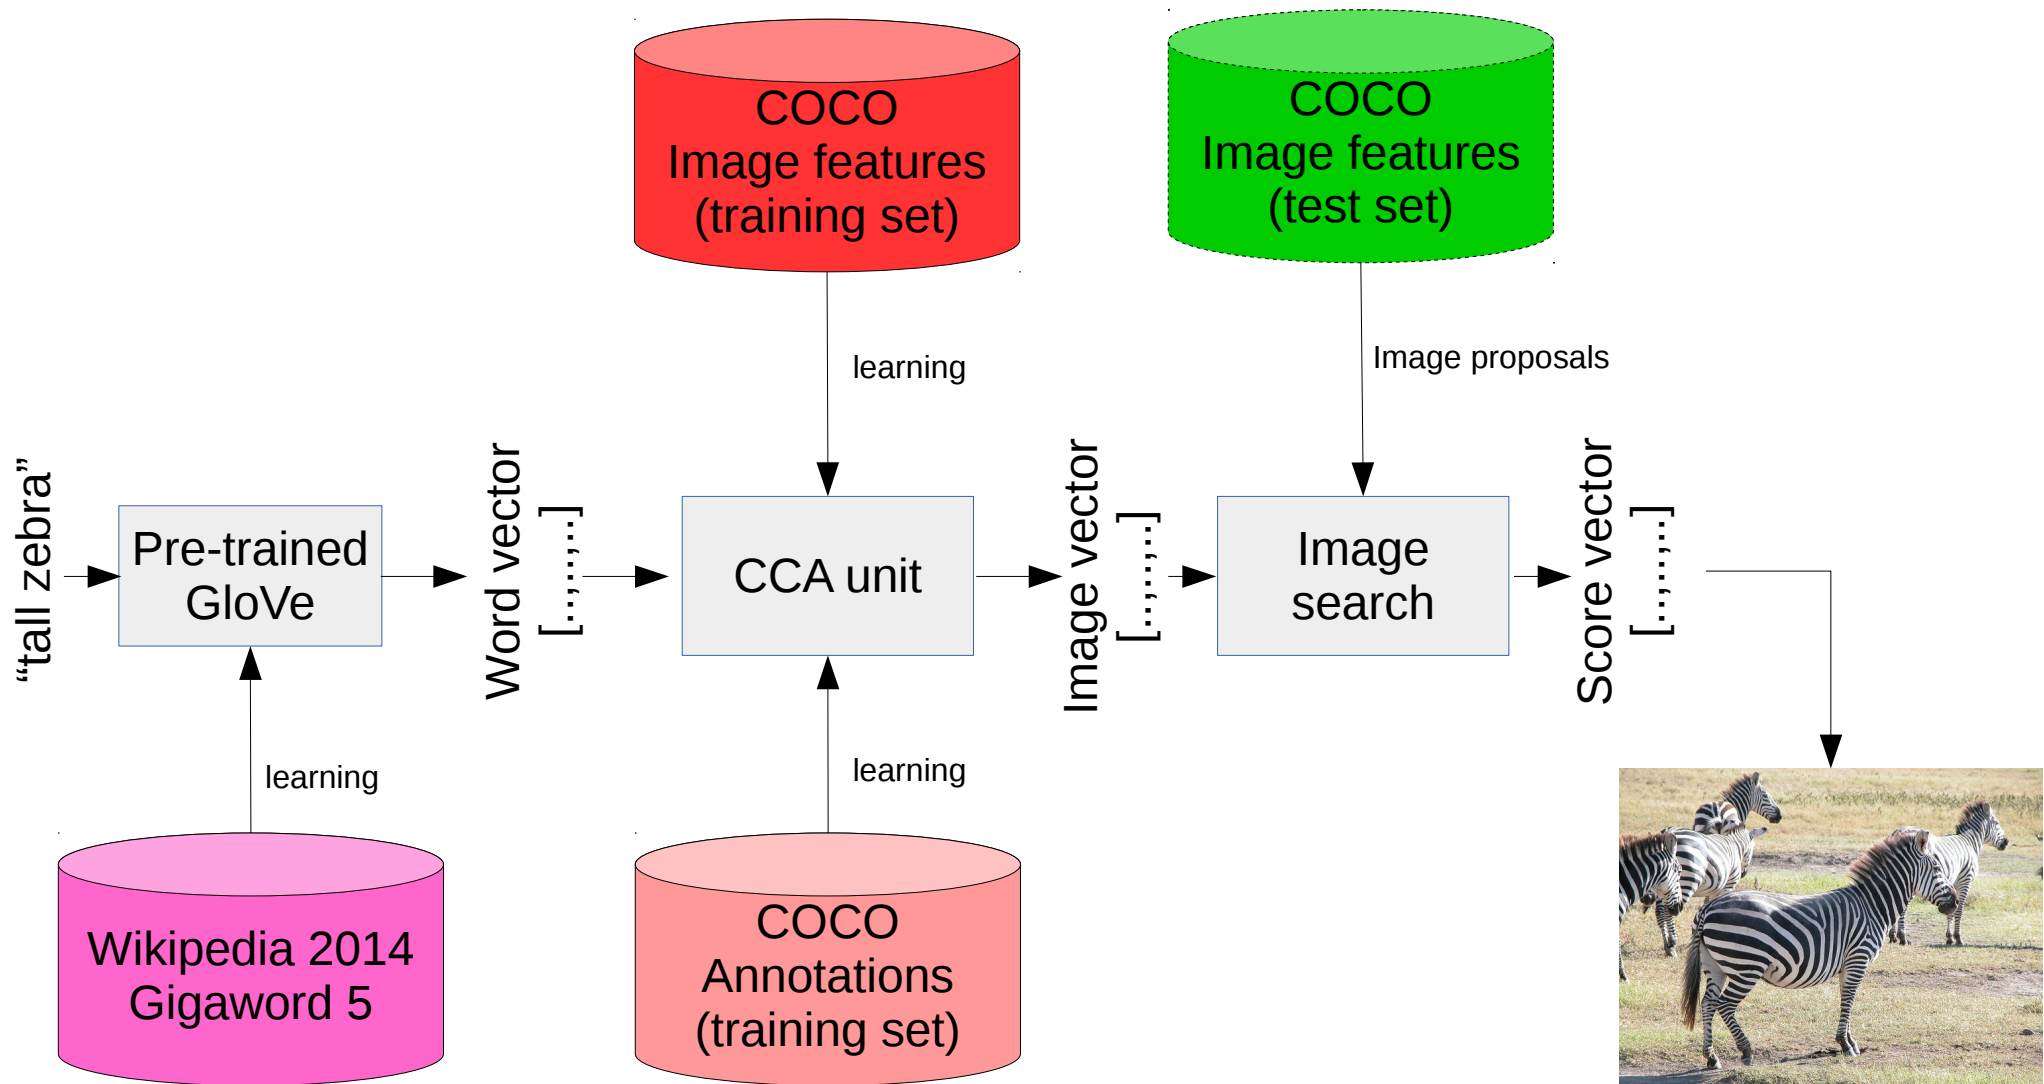 COCO
Image features
(training set)
COCO
Image features
(test set)
learning
Image proposals
“tall zebra”
Pre-trained
GloVe
Word vector
[..,..,..]
CCA unit
Image vector
[..,..,..]
Image
search
Score vector
[..,..,..]
learning
learning
Wikipedia 2014
Gigaword 5
COCO
Annotations
(training set)